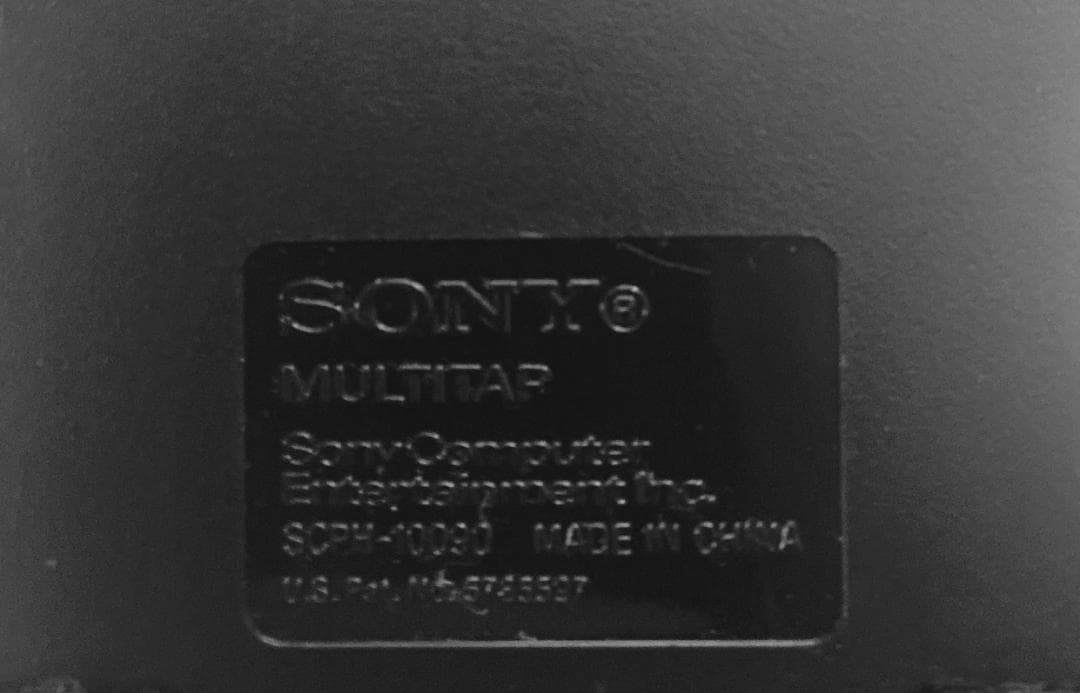 SONY®
MULTITAP
Sony Computer
Entertainment Inc.
SCPH-10090 MADE IN CHINA
U.S. Pat. No.